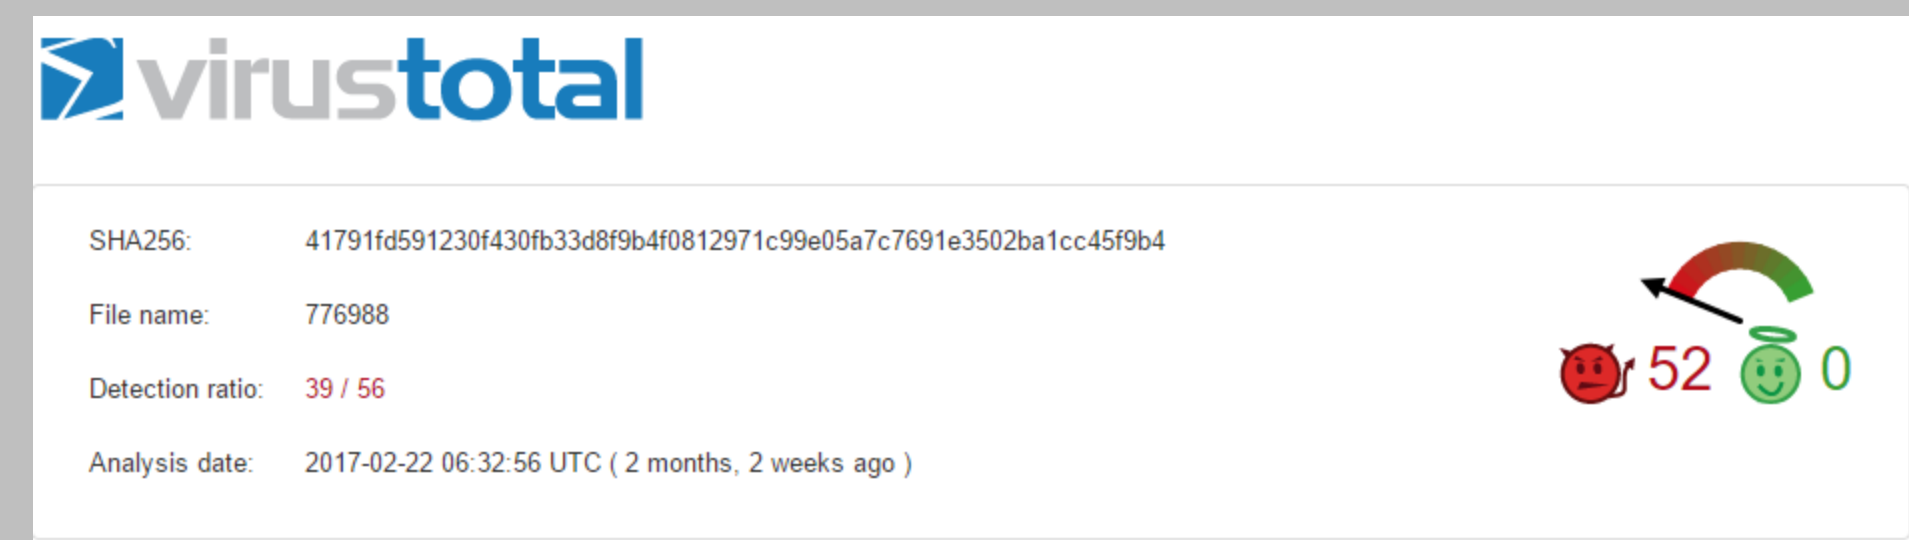 virustotal
SHA256: 41791fd591230f430fb33d8f9b4f0812971c99e05a7c7691e3502ba1cc45f9b4
File name: 776988
Detection ratio: 39 / 56
52 0
Analysis date: 2017-02-22 06:32:56 UTC ( 2 months, 2 weeks ago )